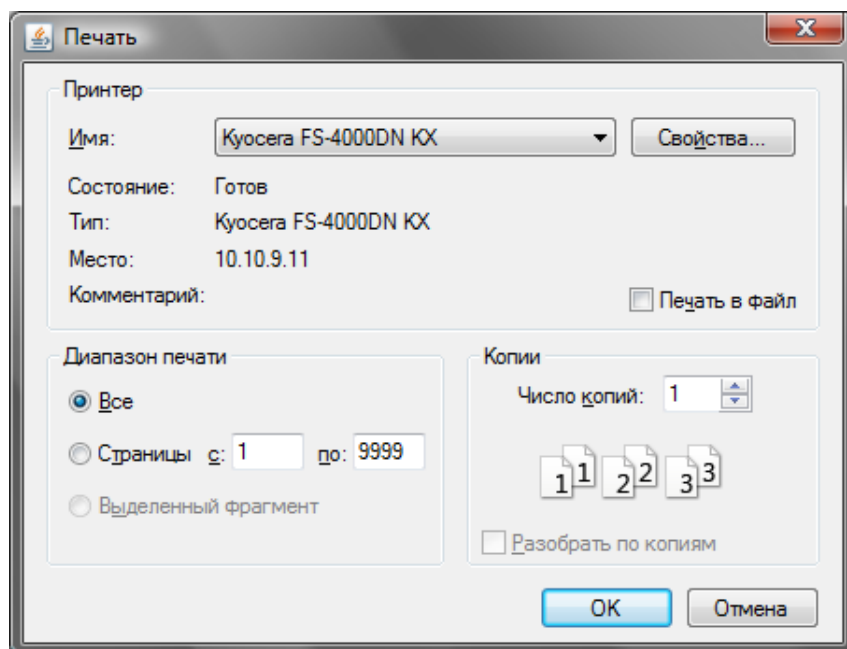 Печать
Принтер
Имя: Kyocera FS-4000DN KX Свойства...
Состояние: Готов
Тип: Kyocera FS-4000DN KX
Место: 10.10.9.11
Комментарий:
Печать в файл
Диапазон печати
Все
Страницы с: 1 по: 9999
Выделенный фрагмент
Копии
Число копий: 1
1 1 2 2 3 3
Разобрать по копиям
OK Отмена